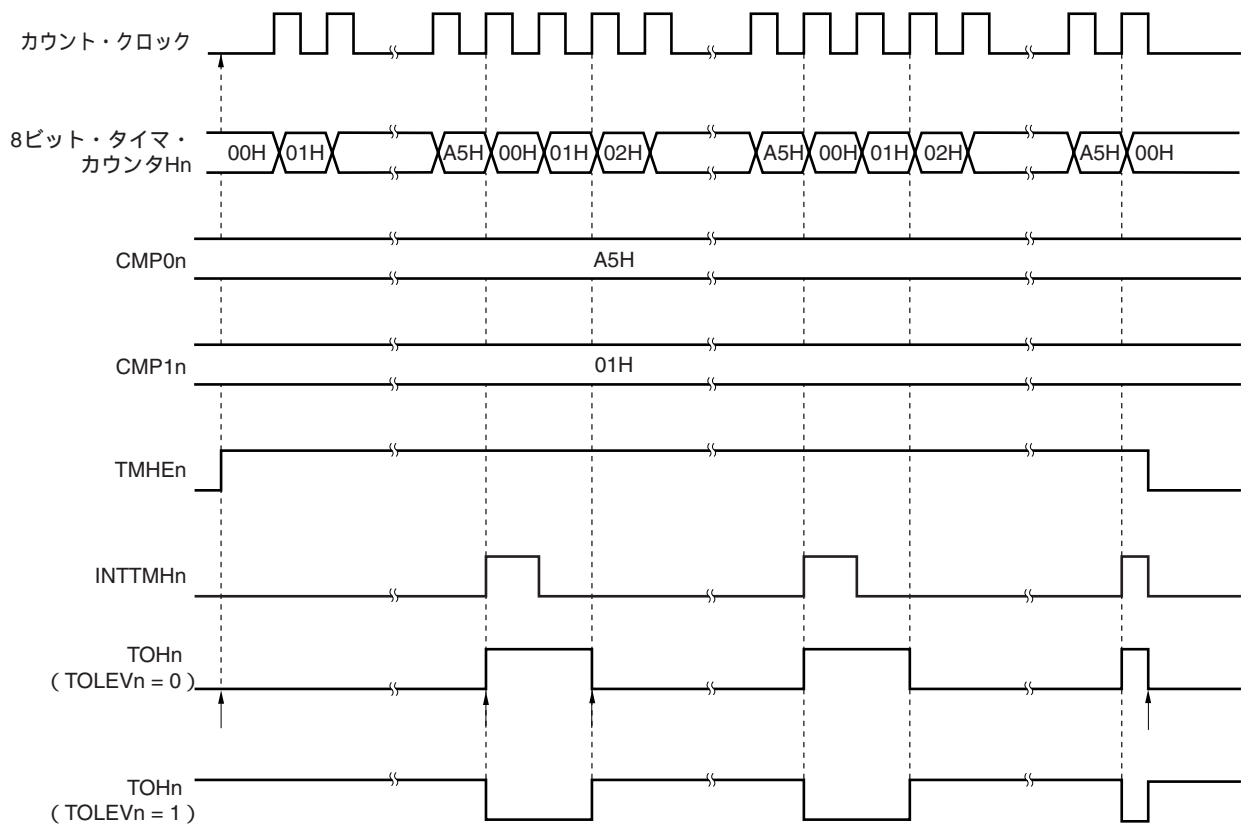 カウント・クロック
8ビット・タイマ・
カウンタHn
00H 01H A5H 00H 01H 02H A5H 00H 01H 02H A5H 00H
CMP0n
A5H
CMP1n
01H
TMHEn
INTTMHn
TOHn
（TOLEVn = 0）
TOHn
（TOLEVn = 1）